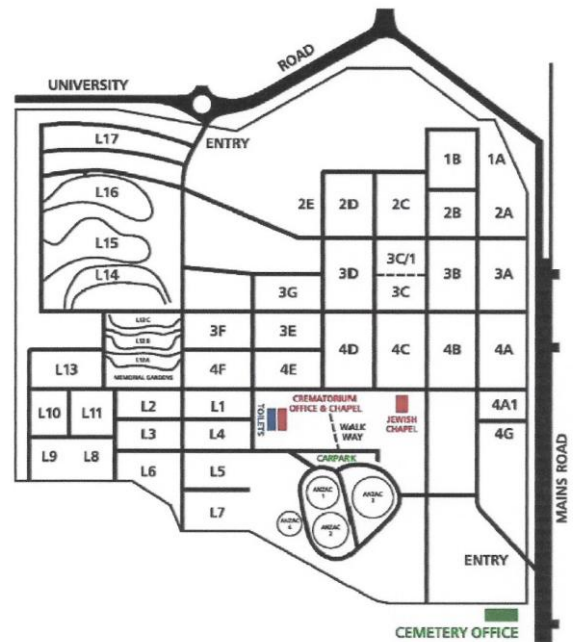 UNIVERSITY
ROAD
L17
ENTRY
1B
1A
L16
2E
2D
2C
2B
2A
L15
L14
3D
3C/1
3C
3B
3A
3G
L13C
L13B
L13A
MEMORIAL GARDENS
3F
3E
4D
4C
4B
4A
L13
4F
4E
L10
L11
L2
L1
TOILETS
CREMATORIUM
OFFICE & CHAPEL
JEWISH
CHAPEL
4A1
L3
L4
WALK
WAY
4G
CARPARK
L9
L8
L6
L5
ANZAC
1
ANZAC
3
L7
ANZAC
4
ANZAC
2
ENTRY
MAINS ROAD
CEMETERY OFFICE